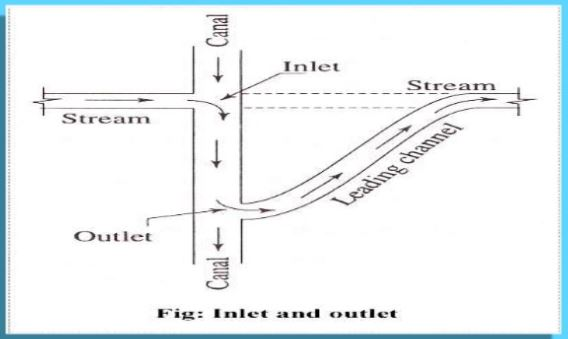 Canal
Inlet
Stream
Stream
Leading channel
Outlet
Canal
Fig: Inlet and outlet